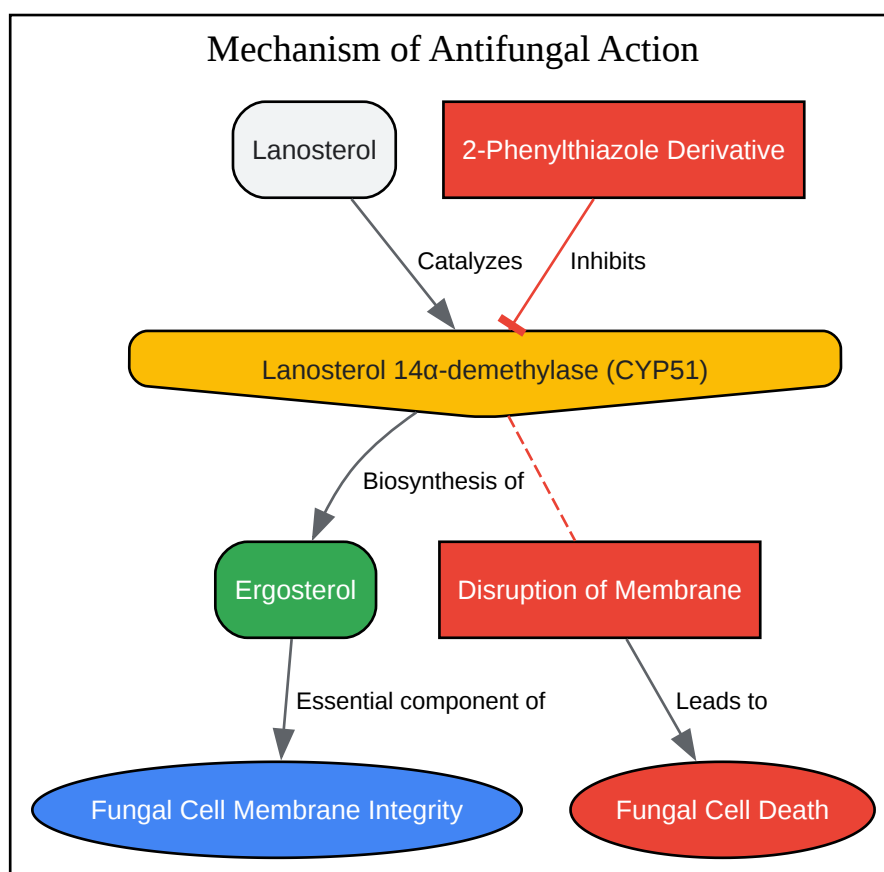 Mechanism of Antifungal Action
Lanosterol
2-Phenylthiazole Derivative
Catalyzes
Inhibits
Lanosterol 14α-demethylase (CYP51)
Biosynthesis of
Ergosterol
Disruption of Membrane
Essential component of
Leads to
Fungal Cell Membrane Integrity
Fungal Cell Death